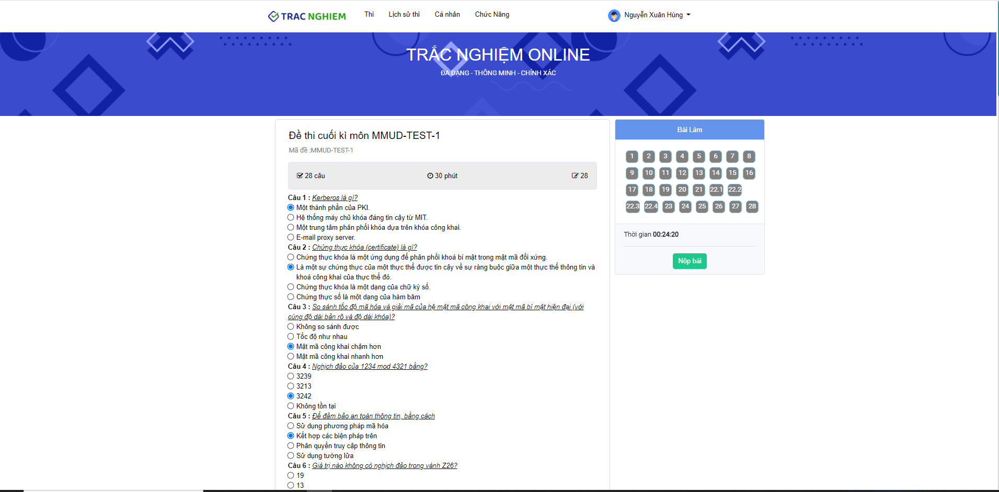 TRAC NGHIEM
Thi
Lịch sử thi
Cá nhân
Chức Năng
Nguyễn Xuân Hùng
TRẮC NGHIỆM ONLINE
ĐA DẠNG - THÔNG MINH - CHÍNH XÁC
Đề thi cuối kì môn MMUD-TEST-1
Mã đề :MMUD-TEST-1
28 câu
30 phút
28
Câu 1 : Kerberos là gì?
Một thành phần của PKI.
Hệ thống máy chủ khóa đáng tin cậy từ MIT.
Một trung tâm phân phối khóa dựa trên khóa công khai.
E-mail proxy server.
Câu 2 : Chứng thực khóa (certificate) là gì?
Chứng thực khóa là một ứng dụng để phân phối khoá bí mật trong mật mã đối xứng.
Là một sự chứng thực của một thực thể được tin cậy về sự ràng buộc giữa một thực thể thông tin và
khoá công khai của thực thể đó.
Chứng thực khóa là một dạng của chữ ký số.
Chứng thực số là một dạng của hàm băm
Câu 3 : So sánh tốc độ mã hóa và giải mã của hệ mật mã công khai với mật mã bí mật hiện đại (với
cùng độ dài bản rõ và độ dài khóa)?
Không so sánh được
Tốc độ như nhau
Mật mã công khai chậm hơn
Mật mã công khai nhanh hơn
Câu 4 : Nghịch đảo của 1234 mod 4321 bằng?
3239
3213
3242
Không tồn tại
Câu 5 : Để đảm bảo an toàn thông tin, bằng cách
Sử dụng phương pháp mã hóa
Kết hợp các biện pháp trên
Phân quyền truy cập thông tin
Sử dụng tường lửa
Câu 6 : Giá trị nào không có nghịch đảo trong vành Z26?
19
13
Bài Làm
1 2 3 4 5 6 7 8
9 10 11 12 13 14 15 16
17 18 19 20 21 22.1 22.2
22.3 22.4 23 24 25 26 27 28
Thời gian 00:24:20
Nộp bài